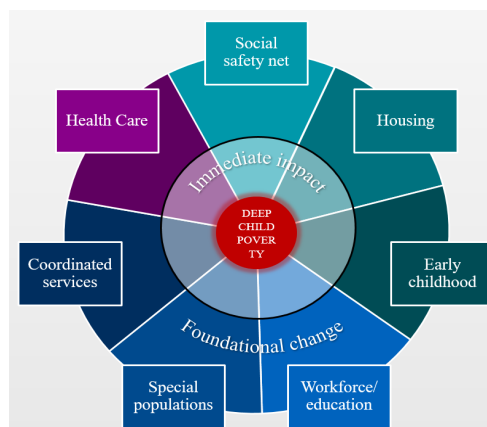 Social
safety net
Health Care
Housing
Immediate impact
DEEP
CHILD
POVER
TY
Coordinated
services
Early
childhood
Foundational change
Special
populations
Workforce/
education